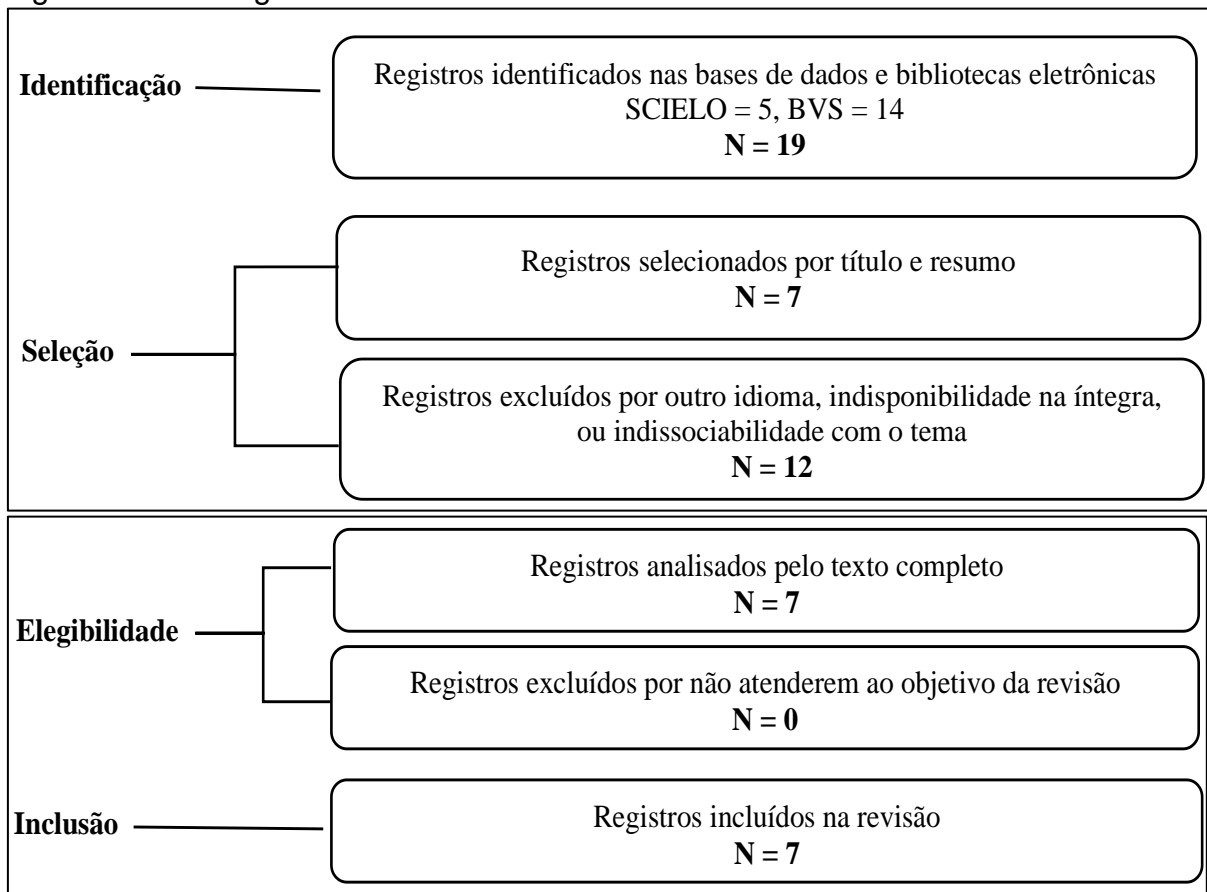 Identificação
Registros identificados nas bases de dados e bibliotecas eletrônicas
SCIELO = 5, BVS = 14
N = 19
Seleção
Registros selecionados por título e resumo
N = 7
Registros excluídos por outro idioma, indisponibilidade na íntegra,
ou indissociabilidade com o tema
N = 12
Elegibilidade
Registros analisados pelo texto completo
N = 7
Registros excluídos por não atenderem ao objetivo da revisão
N = 0
Inclusão
Registros incluídos na revisão
N = 7